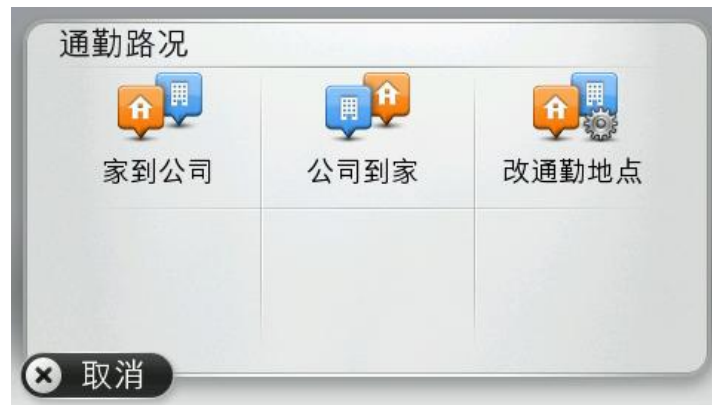 通勤路况
家到公司
公司到家
改通勤地点
取消